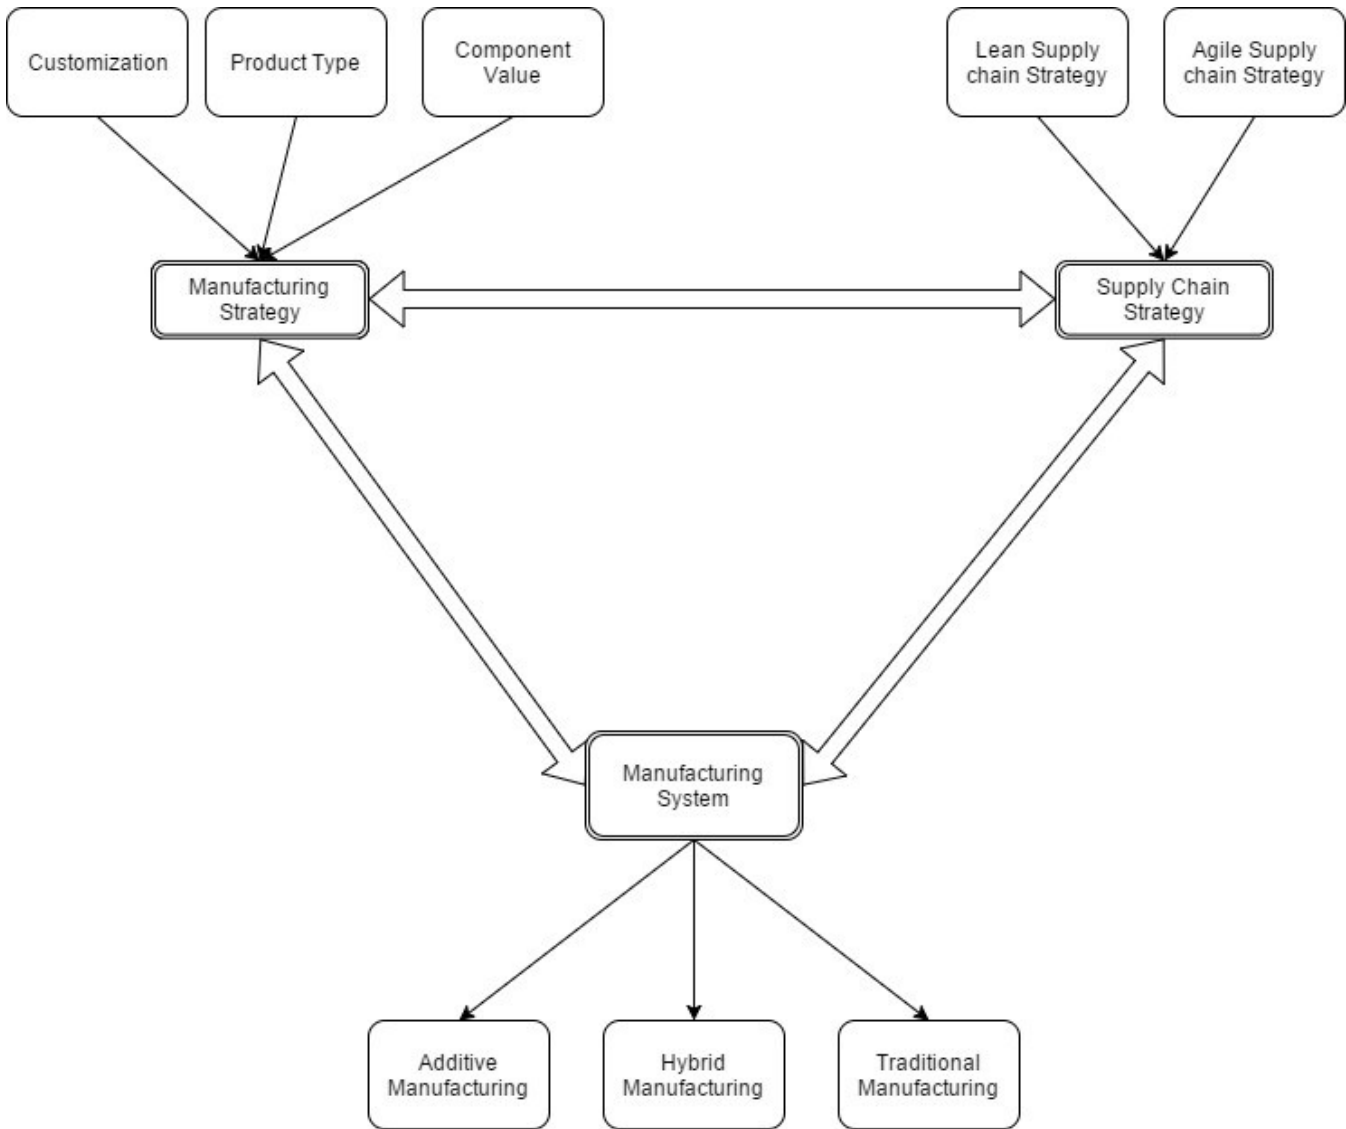 Customization
Product Type
Component
Value
Lean Supply
chain Strategy
Agile Supply
chain Strategy
Manufacturing
Strategy
Supply Chain
Strategy
Manufacturing
System
Additive
Manufacturing
Hybrid
Manufacturing
Traditional
Manufacturing